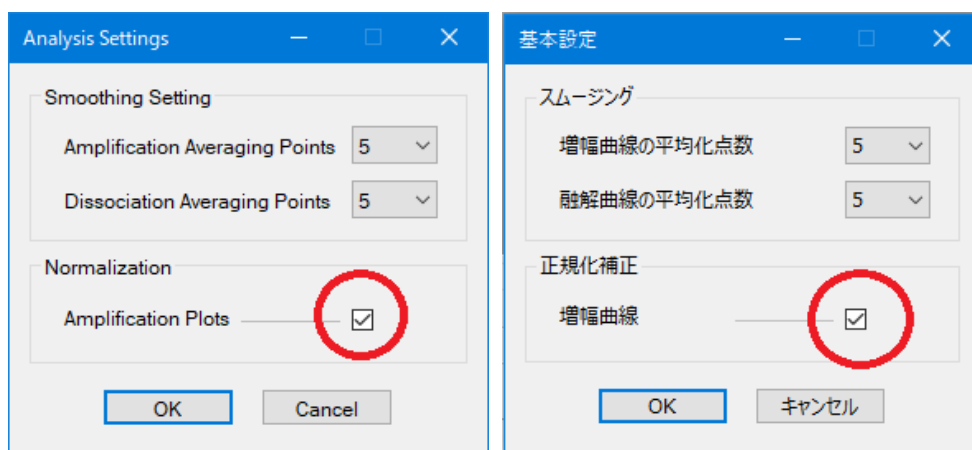 Analysis Settings
Smoothing Setting
Amplification Averaging Points 5
Dissociation Averaging Points 5
Normalization
Amplification Plots
OK Cancel
基本設定
スムージング
増幅曲線の平均化点数 5
融解曲線の平均化点数 5
正規化補正
増幅曲線
OK キャンセル